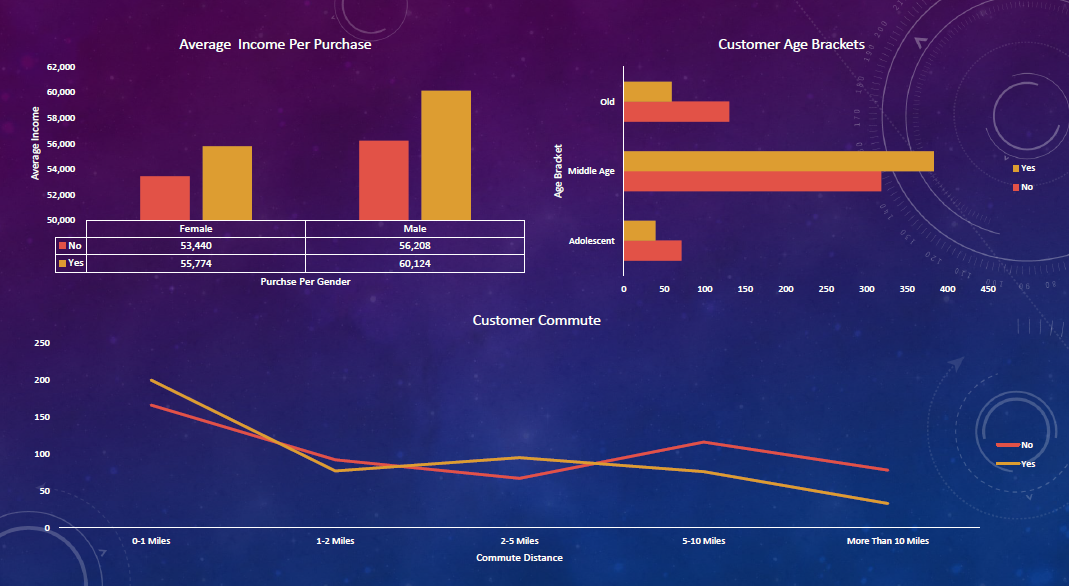 Average  Income Per Purchase
62,000
60,000
58,000
56,000
54,000
52,000
50,000
Average Income
Female Male
No 53,440 56,208
Yes 55,774 60,124
Purchse Per Gender
Customer Age Brackets
Age Bracket
Old
Middle Age
Adolescent
0 50 100 150 200 250 300 350 400 450
Yes
No
Customer Commute
250
200
150
100
50
0
0-1 Miles 1-2 Miles 2-5 Miles 5-10 Miles More Than 10 Miles
Commute Distance
No
Yes